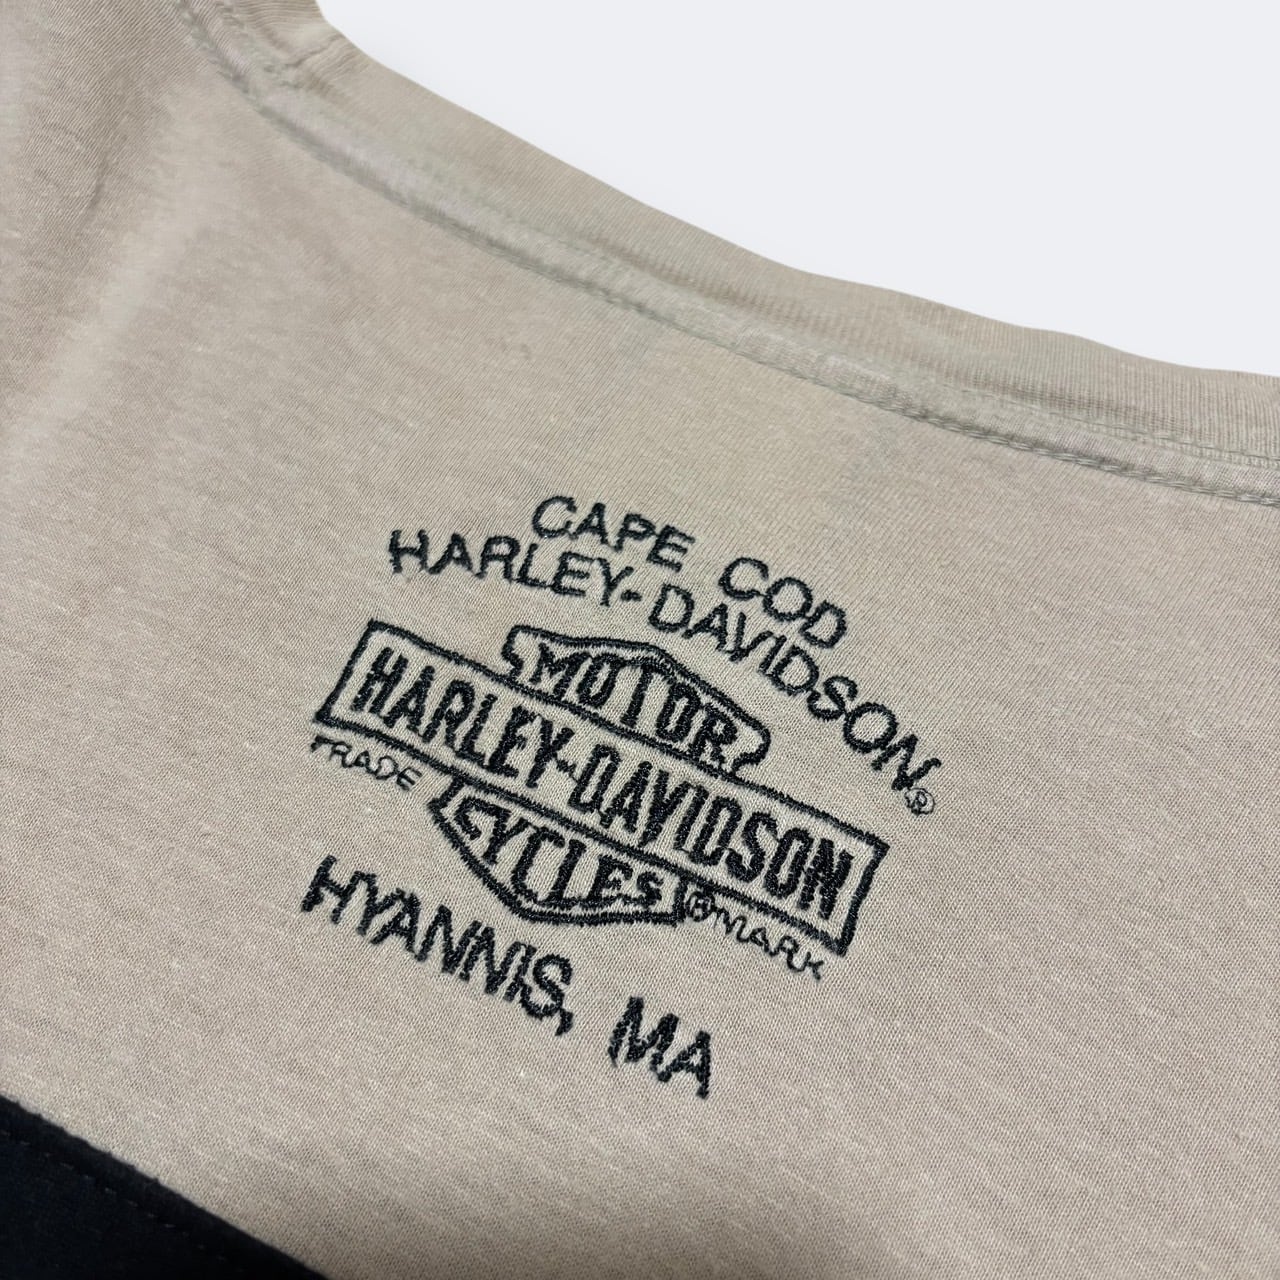 CAPE COD
HARLEY-DAVIDSON®
MOTOR
HARLEY-DAVIDSON
TRADE
CYCLES
® MARK
HYANNIS, MA